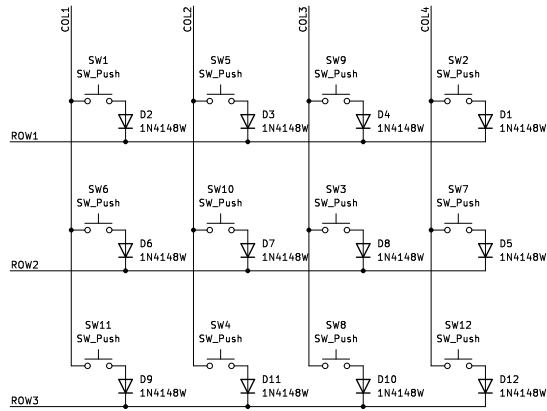 COL1
COL2
COL3
COL4
SW1
SW_Push
SW5
SW_Push
SW9
SW_Push
SW2
SW_Push
D2
1N4148W
D3
1N4148W
D4
1N4148W
D1
1N4148W
ROW1
SW6
SW_Push
SW10
SW_Push
SW3
SW_Push
SW7
SW_Push
D6
1N4148W
D7
1N4148W
D8
1N4148W
D5
1N4148W
ROW2
SW11
SW_Push
SW4
SW_Push
SW8
SW_Push
SW12
SW_Push
D9
1N4148W
D11
1N4148W
D10
1N4148W
D12
1N4148W
ROW3